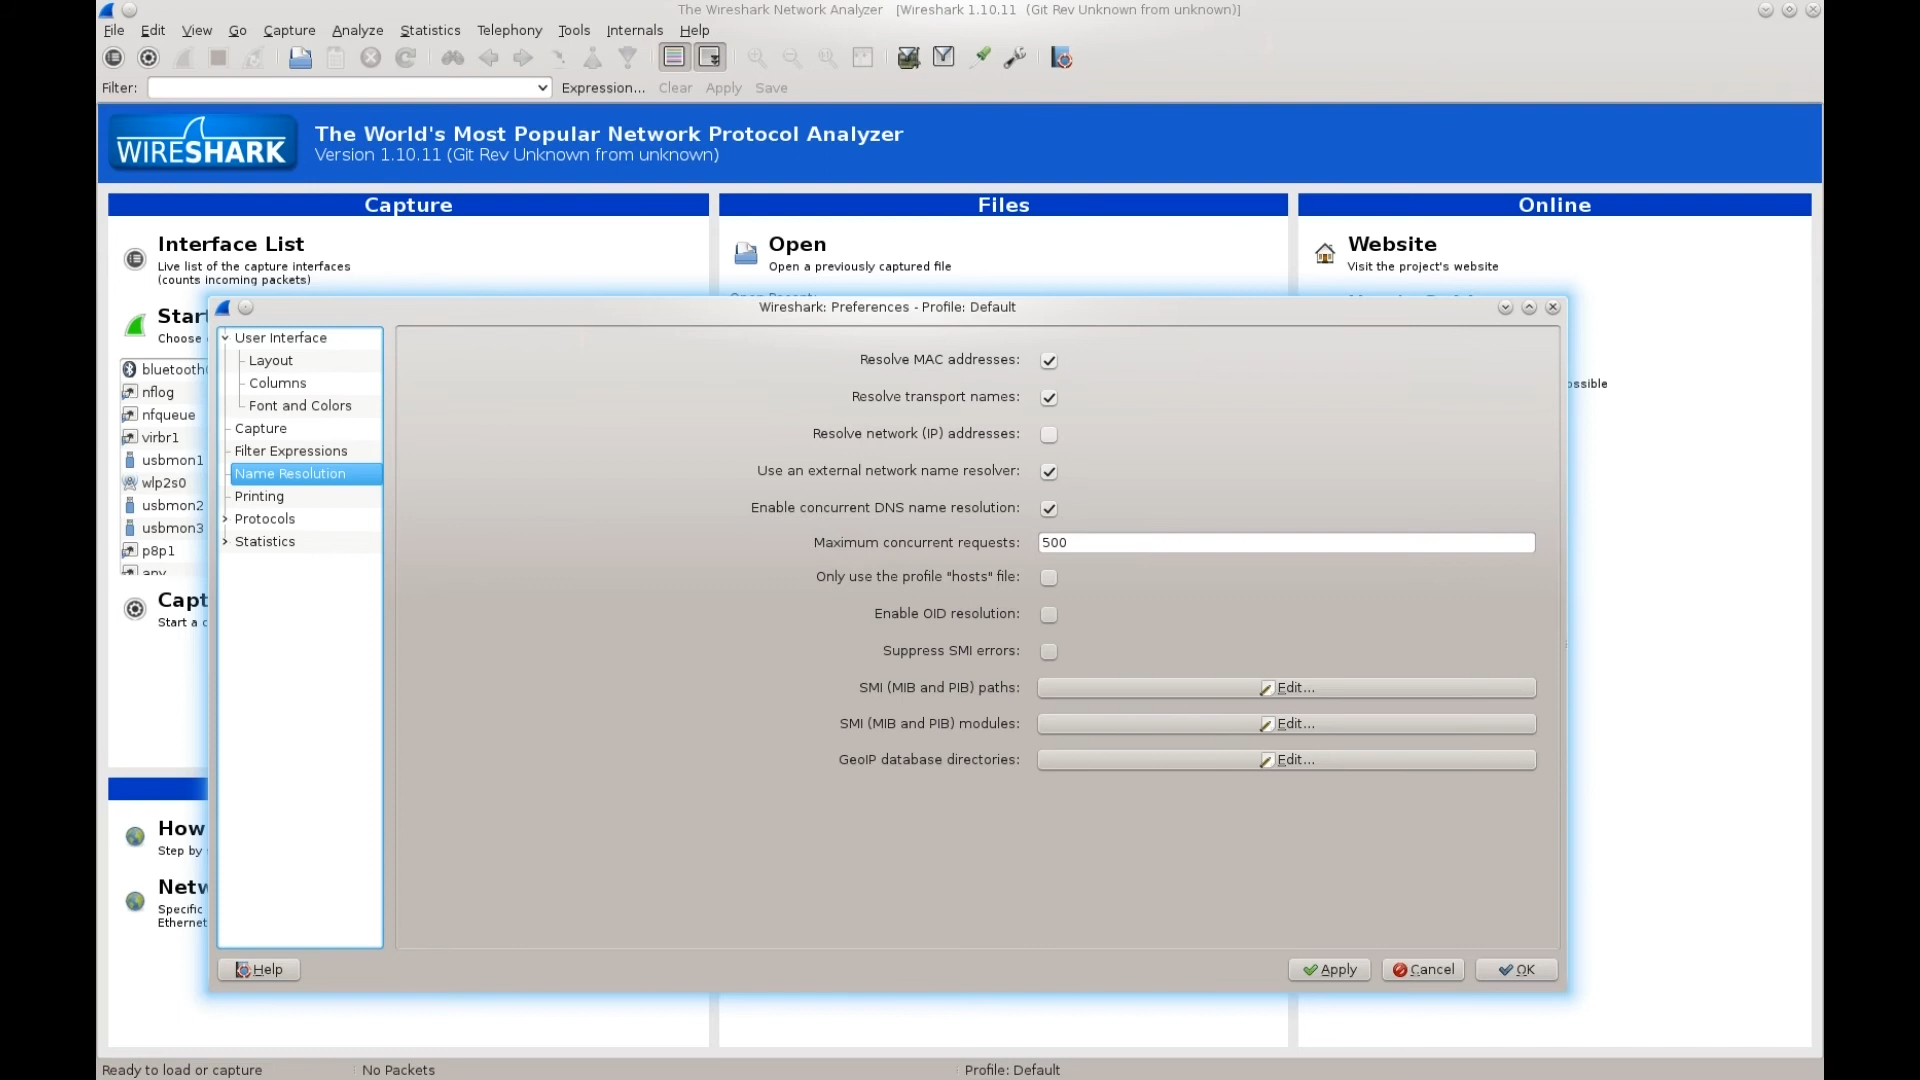 The Wireshark Network Analyzer [Wireshark 1.10.11 (Git Rev Unknown from unknown)]
File Edit View Go Capture Analyze Statistics Telephony Tools Internals Help
Filter: Expression... Clear Apply Save
WIRESHARK
The World's Most Popular Network Protocol Analyzer
Version 1.10.11 (Git Rev Unknown from unknown)
Capture
Interface List
Live list of the capture interfaces
(counts incoming packets)
Star
Choose
bluetooth
nflog
nfqueue
virbr1
usbmon1
wlp2s0
usbmon2
usbmon3
p8p1
any
Capt
Start a c
How
Step by
Netw
Specific
Ethernet
Files
Open
Open a previously captured file
Online
Website
Visit the project's website
ossible
Wireshark: Preferences - Profile: Default
User Interface
Layout
Columns
Font and Colors
Capture
Filter Expressions
Name Resolution
Printing
Protocols
Statistics
Resolve MAC addresses:
Resolve transport names:
Resolve network (IP) addresses:
Use an external network name resolver:
Enable concurrent DNS name resolution:
Maximum concurrent requests: 500
Only use the profile "hosts" file:
Enable OID resolution:
Suppress SMI errors:
SMI (MIB and PIB) paths: Edit...
SMI (MIB and PIB) modules: Edit...
GeoIP database directories: Edit...
Help Apply Cancel OK
Ready to load or capture No Packets Profile: Default